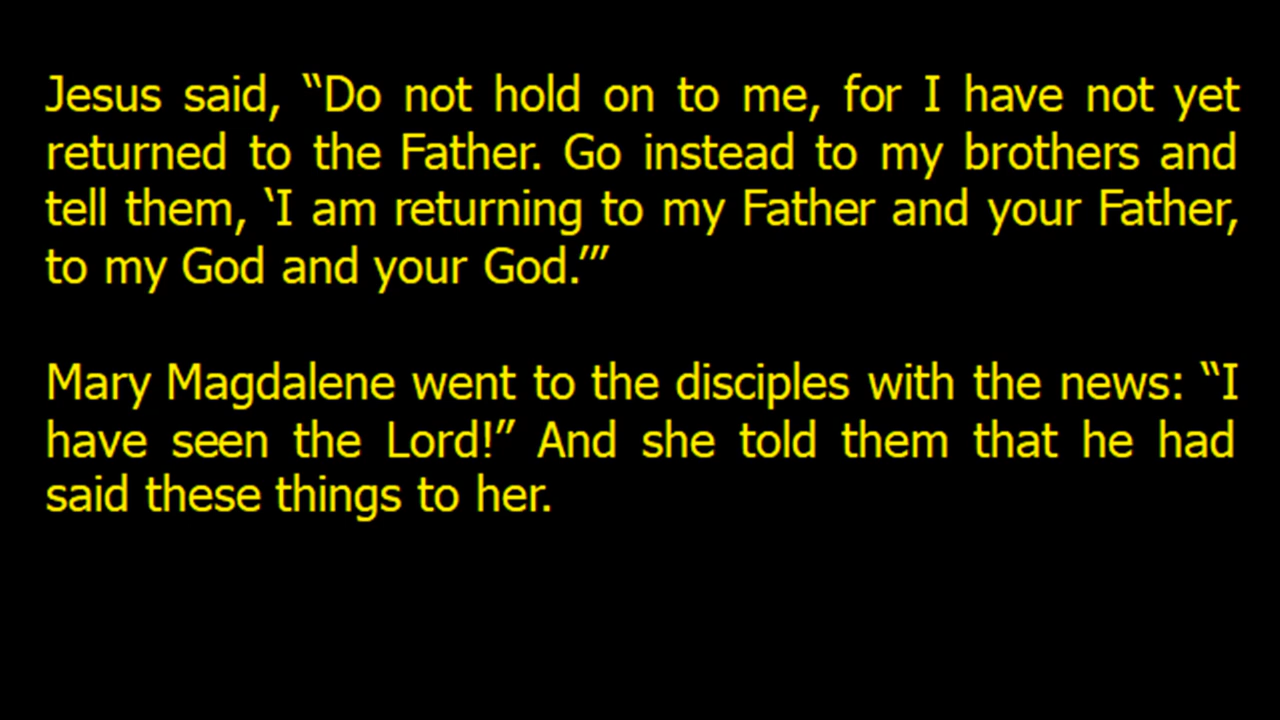 Jesus said, “Do not hold on to me, for I have not yet
returned to the Father. Go instead to my brothers and
tell them, ‘I am returning to my Father and your Father,
to my God and your God.’”
Mary Magdalene went to the disciples with the news: “I
have seen the Lord!” And she told them that he had
said these things to her.